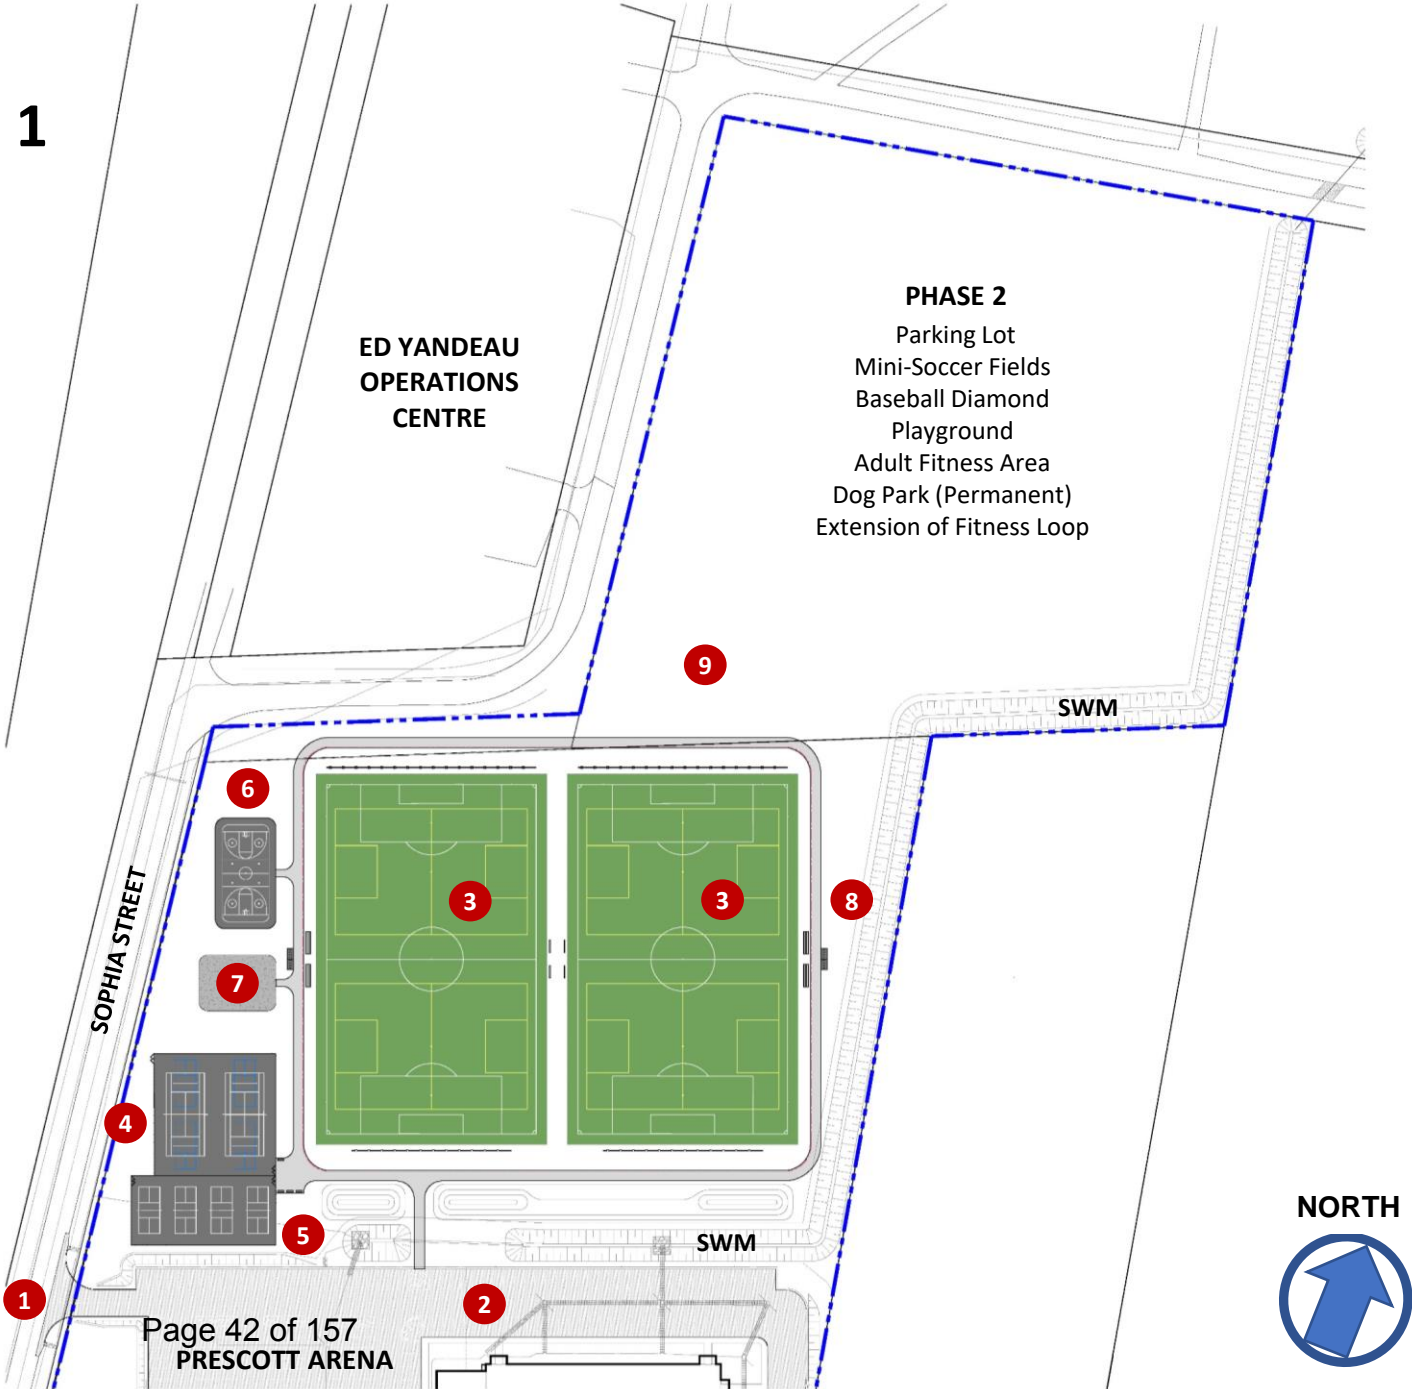 1
PHASE 2
Parking Lot
Mini-Soccer Fields
Baseball Diamond
Playground
Adult Fitness Area
Dog Park (Permanent)
Extension of Fitness Loop
ED YANDEAU
OPERATIONS
CENTRE
9
SWM
6
3
3
8
SOPHIA STREET
7
4
5
SWM
NORTH
1
2
Page 42 of 157
PRESCOTT ARENA